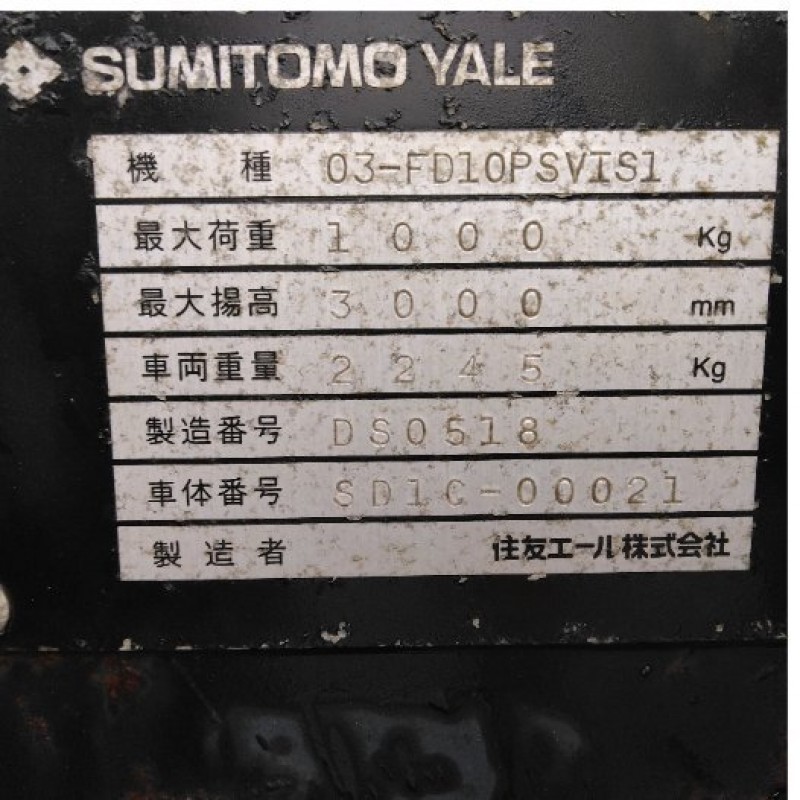 SUMITOMO YALE
機 種 03-FD10PSVIS1
最大荷重 1000 Kg
最大揚高 3000 mm
車両重量 2245 Kg
製造番号 DS0518
車体番号 SD1C-00021
製造者 住友エール株式会社